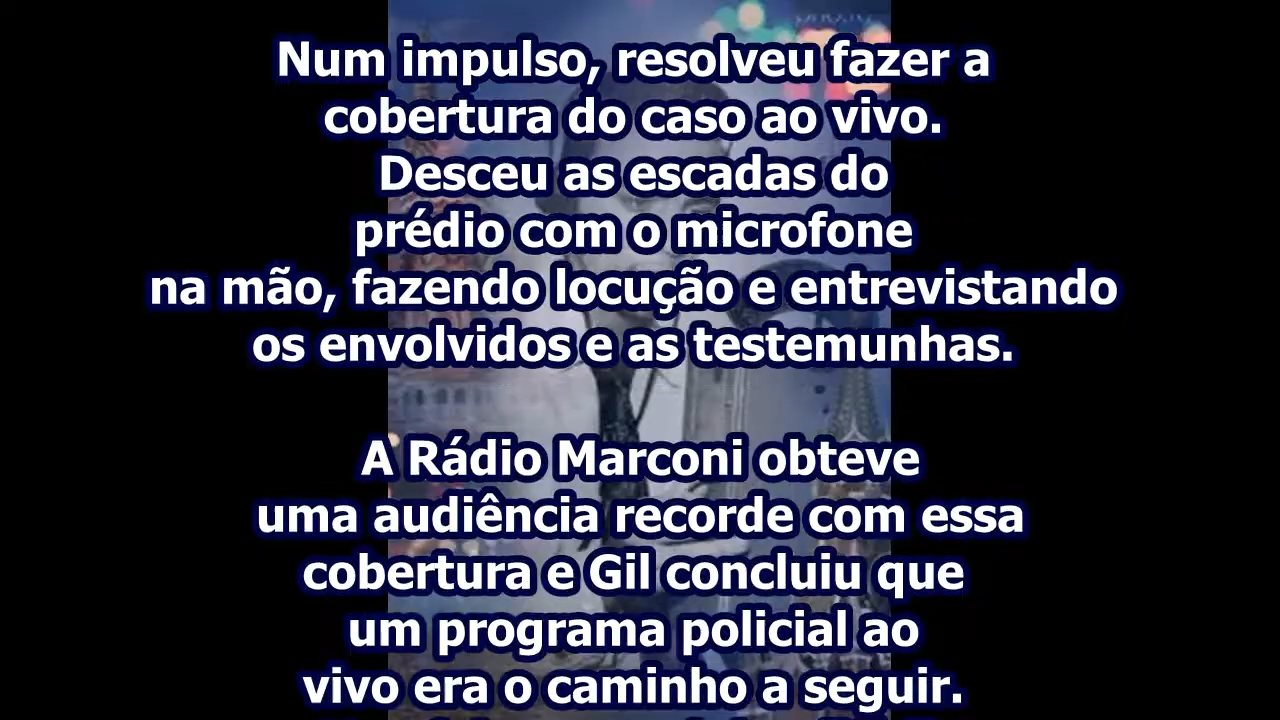 Num impulso, resolveu fazer a
cobertura do caso ao vivo.
Desceu as escadas do
prédio com o microfone
na mão, fazendo locução e entrevistando
os envolvidos e as testemunhas.
A Rádio Marconi obteve
uma audiência recorde com essa
cobertura e Gil concluiu que
um programa policial ao
vivo era o caminho a seguir.